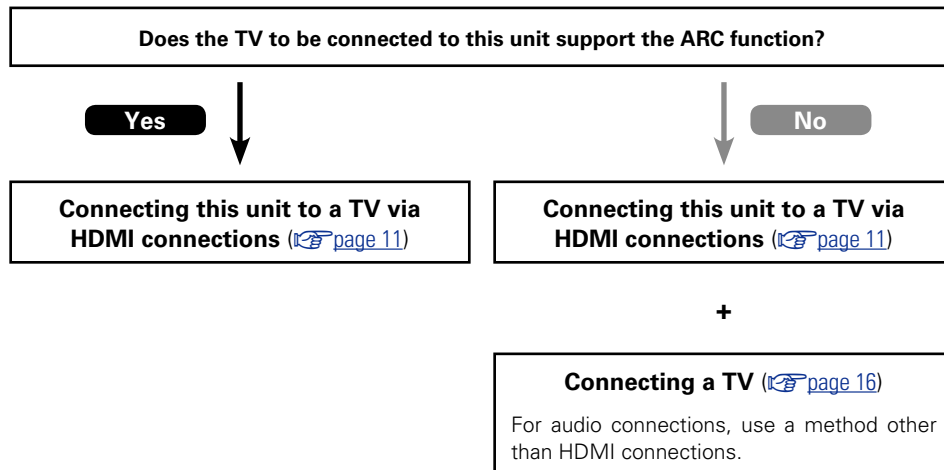 Does the TV to be connected to this unit support the ARC function?
Yes
No
Connecting this unit to a TV via
HDMI connections (page 11)
Connecting this unit to a TV via
HDMI connections (page 11)
+
Connecting a TV (page 16)
For audio connections, use a method other
than HDMI connections.